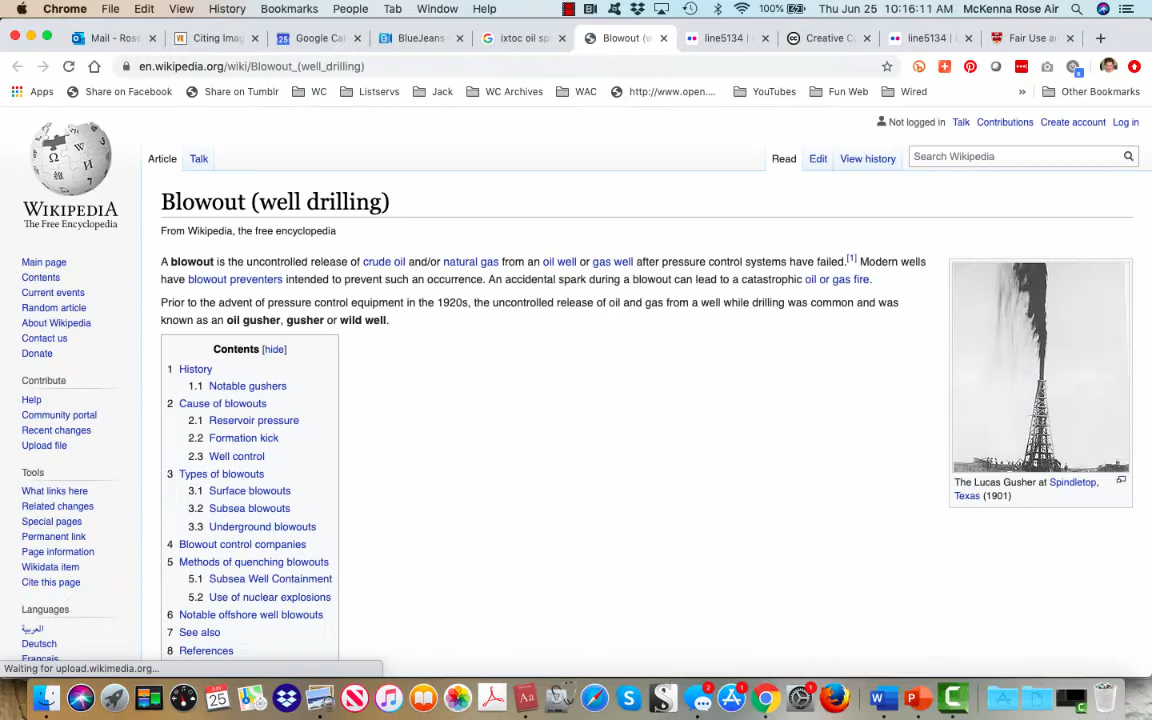 Chrome File Edit View History Bookmarks People Tab Window Help 100% Thu Jun 25 10:16:11 AM McKenna Rose Air
Mail - Rose Citing Imag Google Cal BlueJeans ixtoc oil sp Blowout (w line5134 | Creative C line5134 | Fair Use a
en.wikipedia.org/wiki/Blowout_(well_drilling)
Apps Share on Facebook Share on Tumblr WC Listservs Jack WC Archives WAC http://www.open.... YouTubes Fun Web Wired » Other Bookmarks
Not logged in Talk Contributions Create account Log in
Article Talk Read Edit View history Search Wikipedia
WIKIPEDIA
The Free Encyclopedia
Blowout (well drilling)
From Wikipedia, the free encyclopedia
A blowout is the uncontrolled release of crude oil and/or natural gas from an oil well or gas well after pressure control systems have failed.[1] Modern wells
have blowout preventers intended to prevent such an occurrence. An accidental spark during a blowout can lead to a catastrophic oil or gas fire.
Prior to the advent of pressure control equipment in the 1920s, the uncontrolled release of oil and gas from a well while drilling was common and was
known as an oil gusher, gusher or wild well.
Main page
Contents
Current events
Random article
About Wikipedia
Contact us
Donate
Contribute
Help
Community portal
Recent changes
Upload file
Tools
What links here
Related changes
Special pages
Permanent link
Page information
Wikidata item
Cite this page
Languages
العربية
Deutsch
Français
Contents [hide]
1 History
1.1 Notable gushers
2 Cause of blowouts
2.1 Reservoir pressure
2.2 Formation kick
2.3 Well control
3 Types of blowouts
3.1 Surface blowouts
3.2 Subsea blowouts
3.3 Underground blowouts
4 Blowout control companies
5 Methods of quenching blowouts
5.1 Subsea Well Containment
5.2 Use of nuclear explosions
6 Notable offshore well blowouts
7 See also
8 References
The Lucas Gusher at Spindletop,
Texas (1901)
Waiting for upload.wikimedia.org...